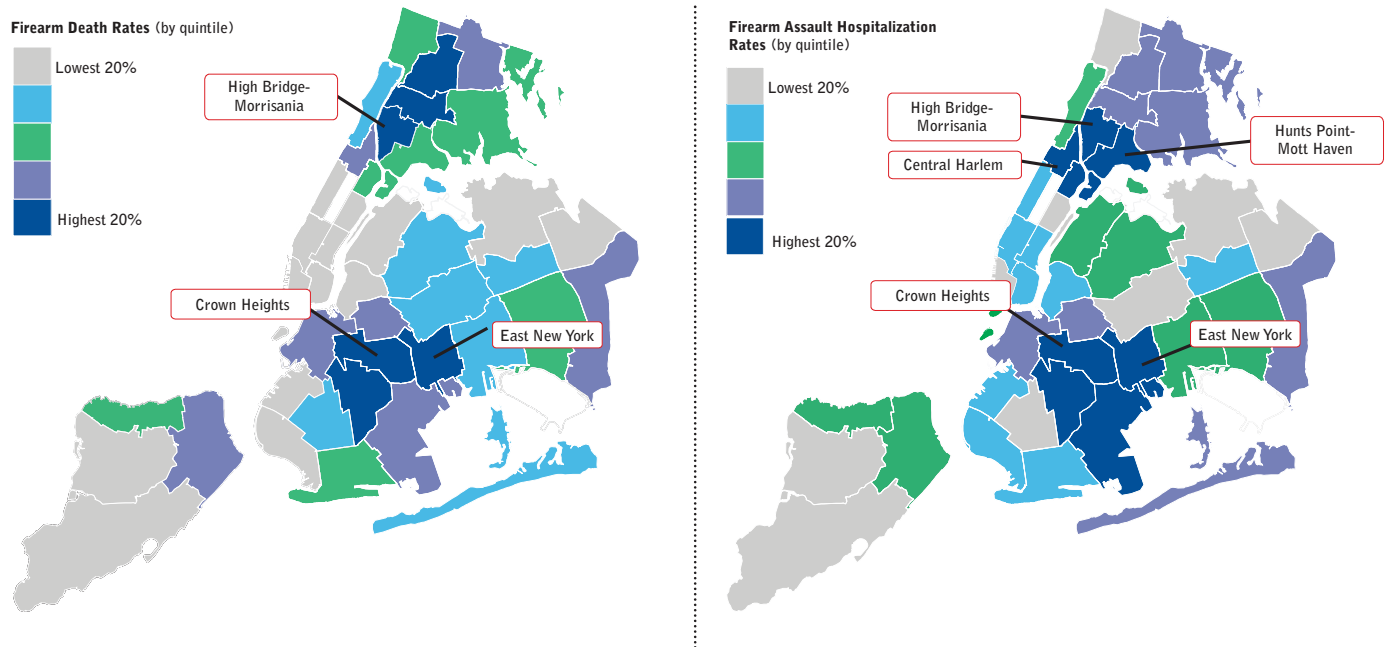 Firearm Death Rates (by quintile)
Lowest 20%
Highest 20%
High Bridge-
Morrisania
Crown Heights
East New York
Firearm Assault Hospitalization
Rates (by quintile)
Lowest 20%
Highest 20%
High Bridge-
Morrisania
Central Harlem
Hunts Point-
Mott Haven
Crown Heights
East New York